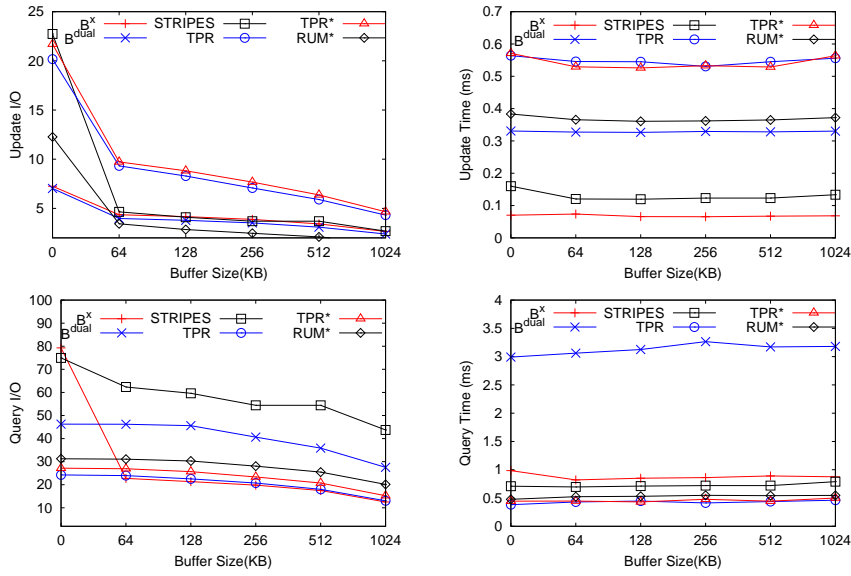 B^x STRIPES TPR*
B^dual TPR RUM*
25
20
15
10
5
Update I/O
0 64 128 256 512 1024
Buffer Size(KB)
B^x STRIPES TPR*
B^dual TPR RUM*
0.7
0.6
0.5
0.4
0.3
0.2
0.1
0
Update Time (ms)
0 64 128 256 512 1024
Buffer Size(KB)
B^x STRIPES TPR*
B^dual TPR RUM*
100
90
80
70
60
50
40
30
20
10
Query I/O
0 64 128 256 512 1024
Buffer Size(KB)
B^x STRIPES TPR*
B^dual TPR RUM*
4
3.5
3
2.5
2
1.5
1
0.5
0
Query Time (ms)
0 64 128 256 512 1024
Buffer Size(KB)